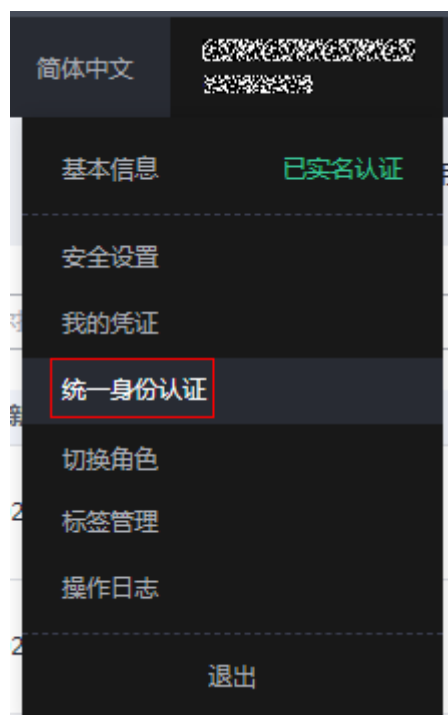 简体中文
基本信息 已实名认证
安全设置
我的凭证
统一身份认证
切换角色
标签管理
操作日志
退出